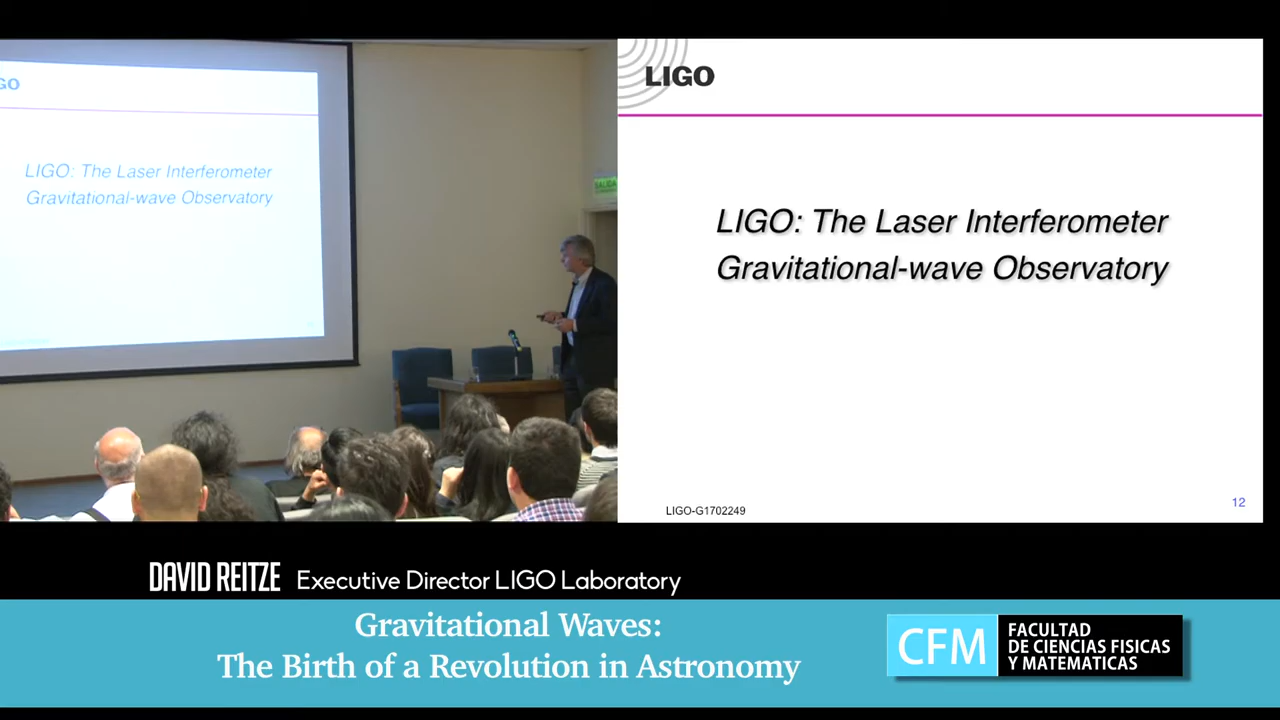 GO
LIGO: The Laser Interferometer
Gravitational-wave Observatory
SALIDA
LIGO
LIGO: The Laser Interferometer
Gravitational-wave Observatory
LIGO-G1702249
12
DAVID REITZE Executive Director LIGO Laboratory
Gravitational Waves:
The Birth of a Revolution in Astronomy
CFM
FACULTAD
DE CIENCIAS FISICAS
Y MATEMATICAS